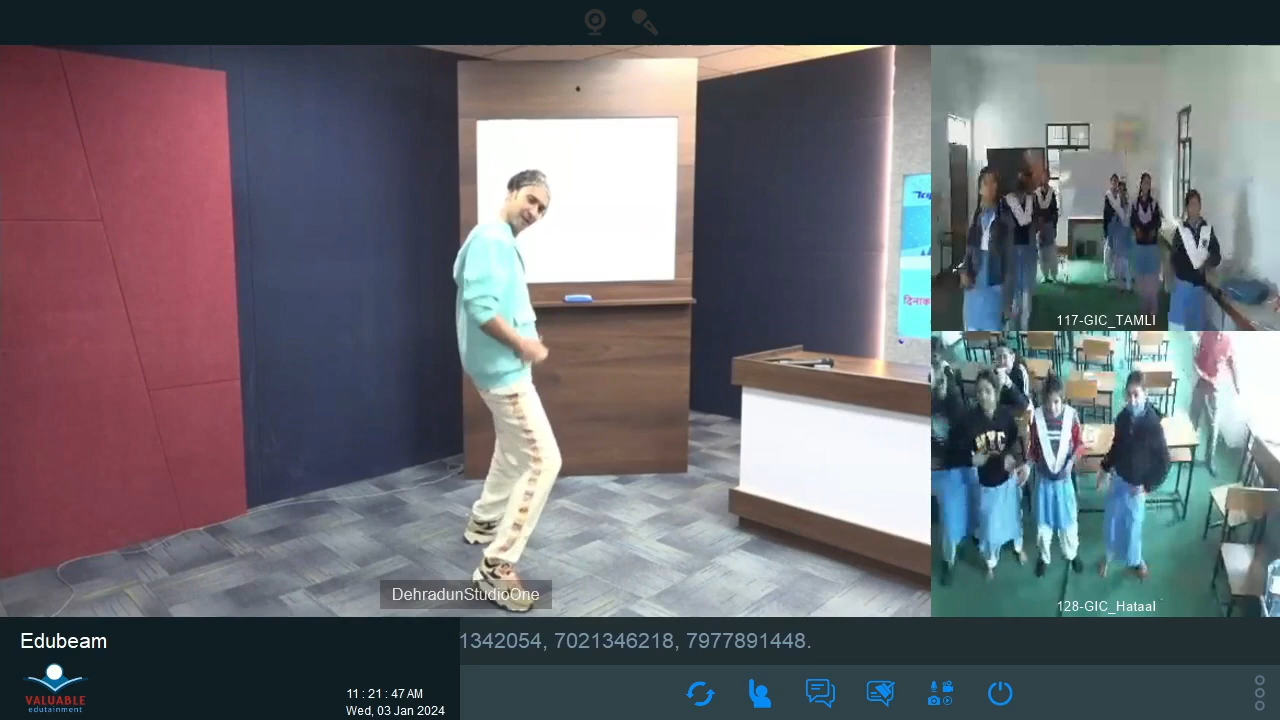 दिनाक
117-GIC_TAMLI
DehradunStudioOne
128-GIC_Hataal
Edubeam
1342054, 7021346218, 7977891448.
VALUABLE
edutainment
11 : 21 : 47 AM
Wed, 03 Jan 2024